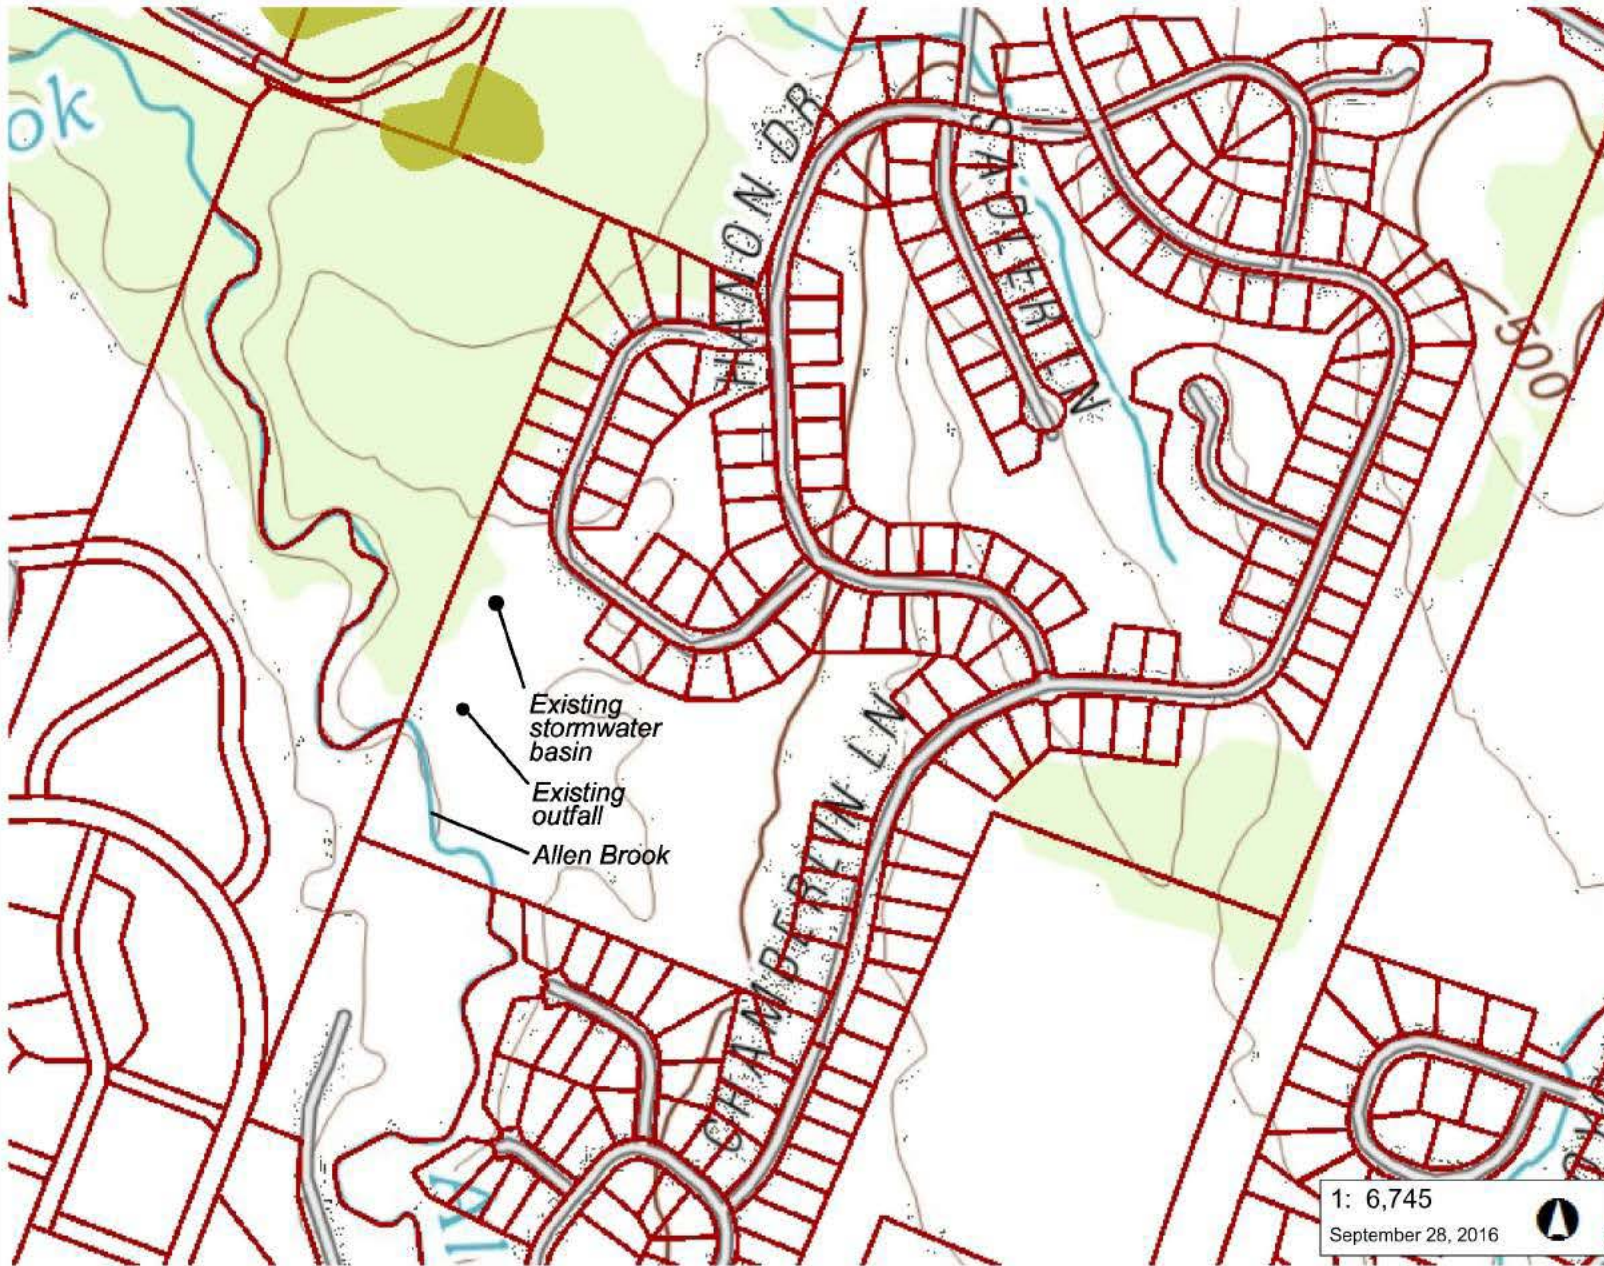 ok
HANON DR
SADLER LN
500
Existing
stormwater
basin
Existing
outfall
Allen Brook
CHAMBERLIN LN
1: 6,745
September 28, 2016